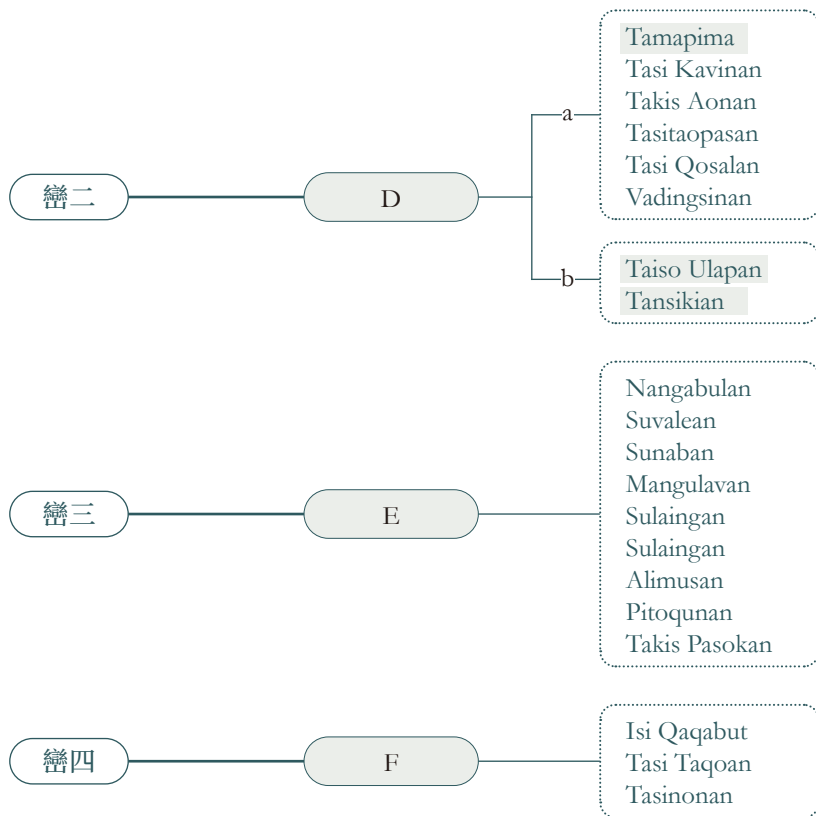 巒二
D
a
Tamapima
Tasi Kavinan
Takis Aonan
Tasitaopasan
Tasi Qosalan
Vadingsinan
b
Taiso Ulapan
Tansikian
巒三
E
Nangabulan
Suvalean
Sunaban
Mangulavan
Sulaingan
Sulaingan
Alimusan
Pitoqunan
Takis Pasokan
巒四
F
Isi Qaqabut
Tasi Taqoan
Tasinonan